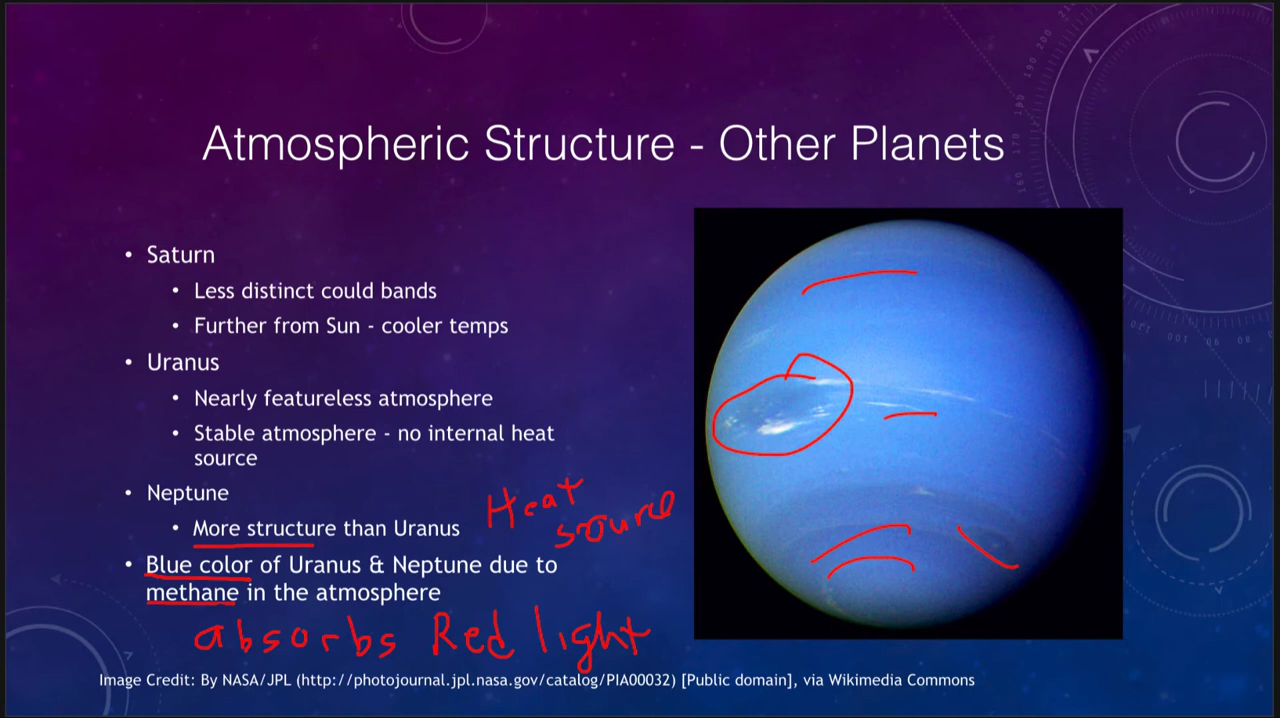 Atmospheric Structure - Other Planets
• Saturn
• Less distinct could bands
• Further from Sun - cooler temps
• Uranus
• Nearly featureless atmosphere
• Stable atmosphere - no internal heat
source
• Neptune
• More structure than Uranus
Heat
source
• Blue color of Uranus & Neptune due to
methane in the atmosphere
absorbs Red light
Image Credit: By NASA/JPL (http://photojournal.jpl.nasa.gov/catalog/PIA00032) [Public domain], via Wikimedia Commons